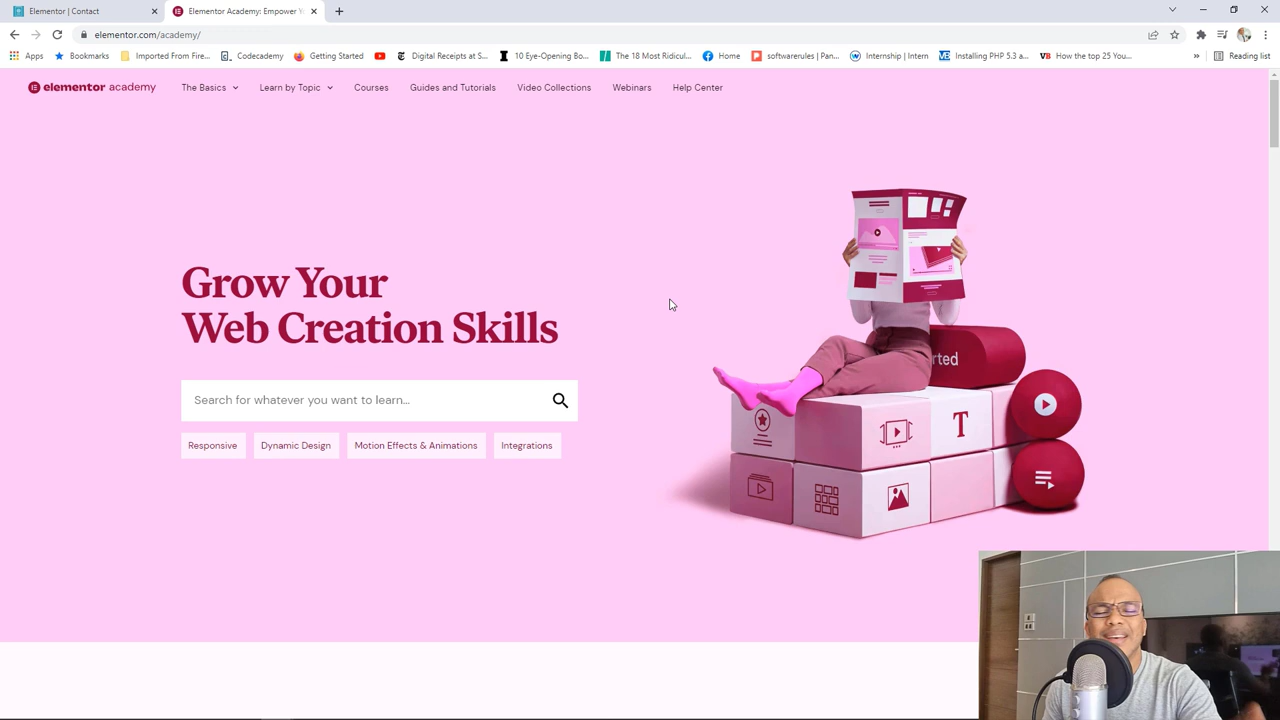 Elementor | Contact
Elementor Academy: Empower Y
elementor.com/academy/
Apps
Bookmarks
Imported From Fire...
Codecademy
Getting Started
Digital Receipts at S...
10 Eye-Opening Bo...
The 18 Most Ridicul...
Home
softwarerules | Pan...
Internship | Intern
Installing PHP 5.3 a...
How the top 25 You...
»
Reading list
elementor academy
The Basics
Learn by Topic
Courses
Guides and Tutorials
Video Collections
Webinars
Help Center
Grow Your
Web Creation Skills
Search for whatever you want to learn...
Responsive
Dynamic Design
Motion Effects & Animations
Integrations
rted
T